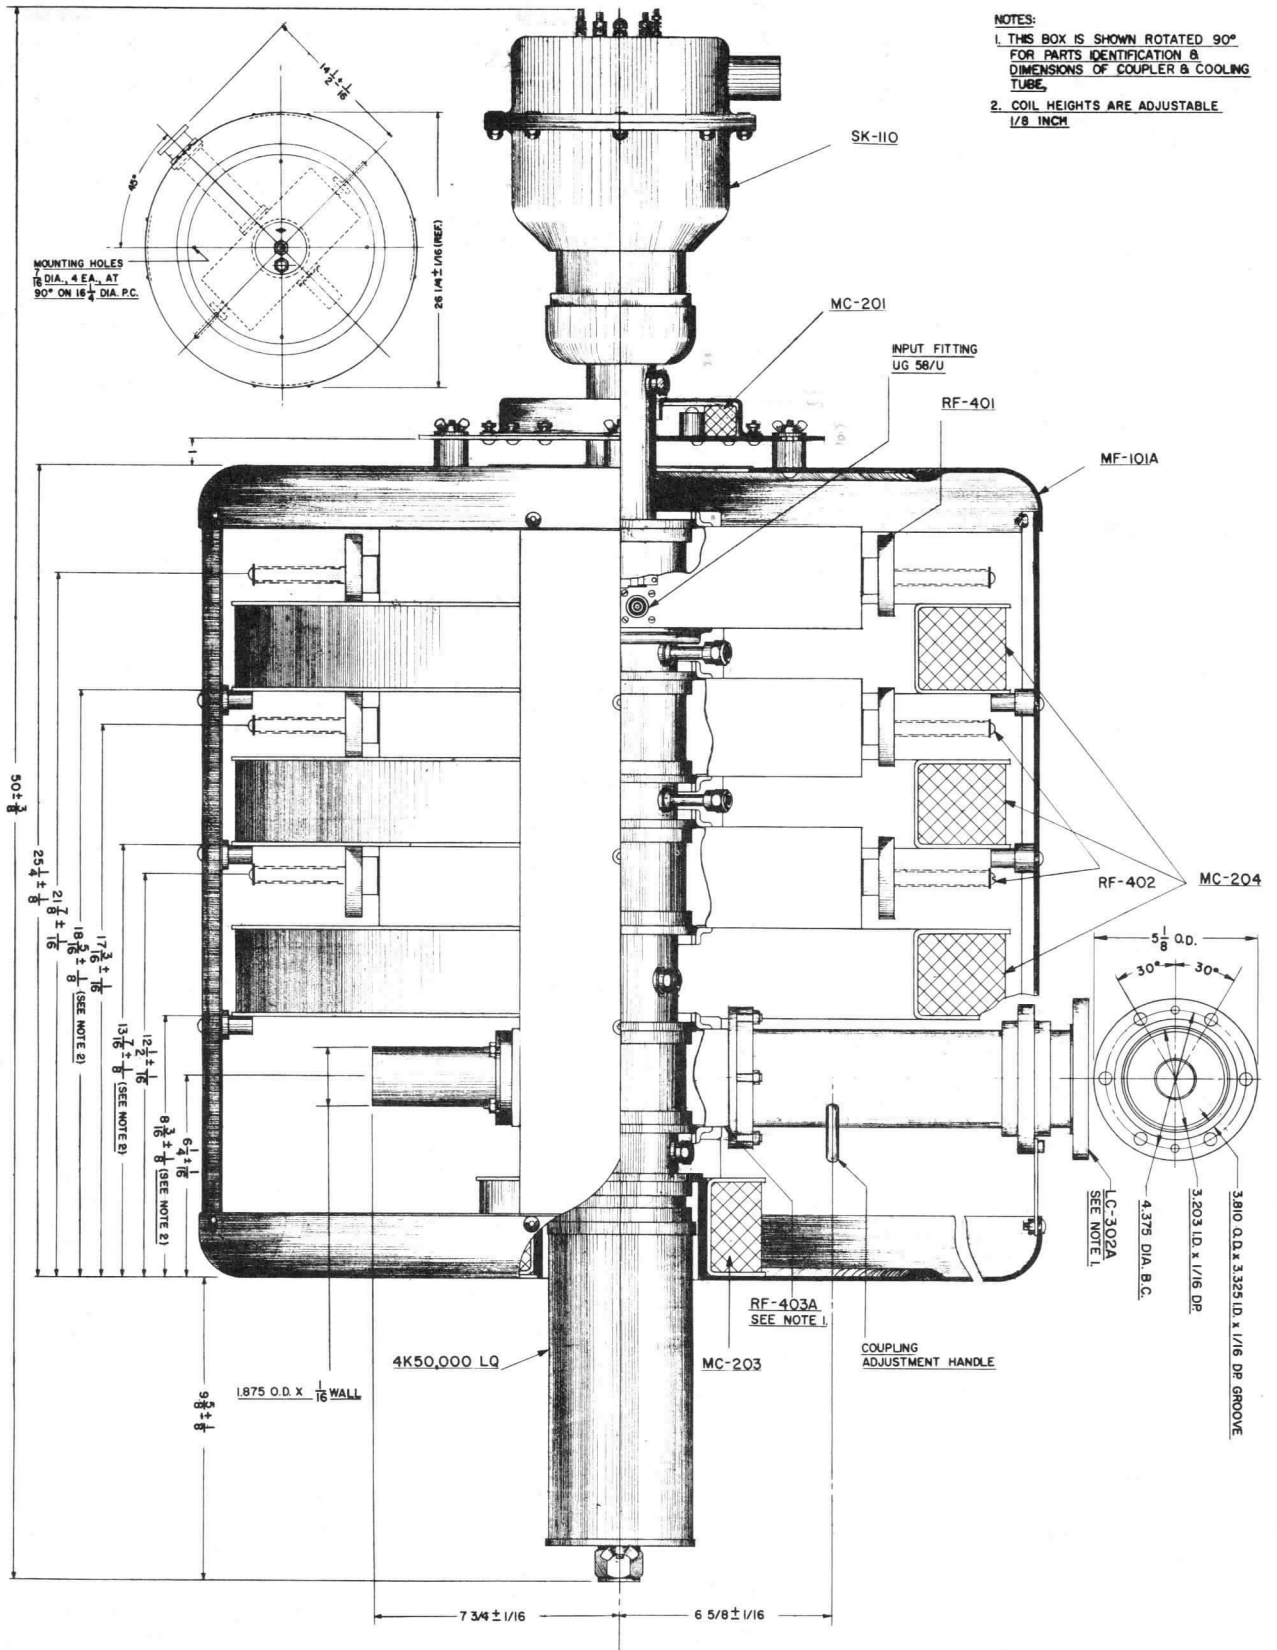 NOTES:
1. THIS BOX IS SHOWN ROTATED 90°
FOR PARTS IDENTIFICATION &
DIMENSIONS OF COUPLER & COOLING
TUBE.
2. COIL HEIGHTS ARE ADJUSTABLE
1/8 INCH
14 1/2 ± 1/16
45°
MOUNTING HOLES
7/16 DIA., 4 EA., AT
90° ON 16 1/4 DIA. P.C.
26 1/4 ± 1/16 (REF.)
SK-110
MC-201
INPUT FITTING
UG 58/U
RF-401
MF-101A
1
50 ± 3/8
25 1/4 ± 1/8
21 7/8 ± 1/16
18 5/16 ± 1/8 (SEE NOTE 2)
17 3/16 ± 1/16
13 7/16 ± 1/8 (SEE NOTE 2)
12 1/2 ± 1/16
8 3/16 ± 1/8 (SEE NOTE 2)
6 1/4 ± 1/16
RF-402
MC-204
5 1/8 O.D.
30° 30°
LC-302A
SEE NOTE 1.
4.375 DIA. B.C.
3.203 I.D. x 1/16 DP.
3.810 O.D. x 3.325 I.D. x 1/16 DP. GROOVE
RF-403A
SEE NOTE 1.
COUPLING
ADJUSTMENT HANDLE
MC-203
4K50,000 LQ
1.875 O.D. X 1/16 WALL
9 5/8 ± 1/8
7 3/4 ± 1/16
6 5/8 ± 1/16